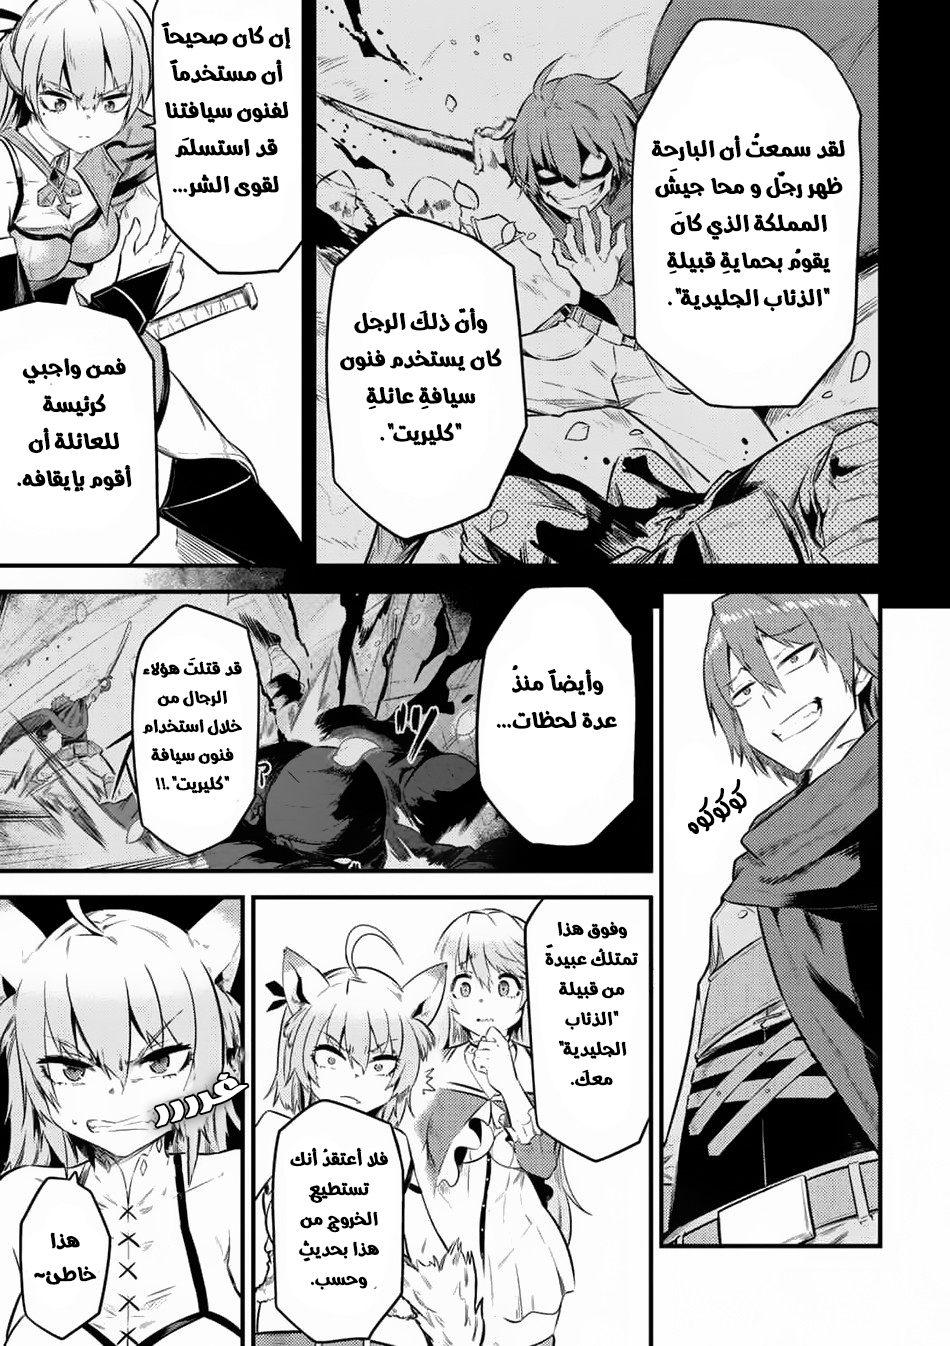 لقد سمعتُ أن البارحة
ظهر رجلٌ و محا جيشَ
المملكة الذي كانَ
يقومُ بحمايةِ قبيلةِ
"الذئاب الجليدية".
وأنّ ذلكَ الرجل
كان يستخدم فنون
سيافةِ عائلةِ
"كليريت".
إن كان صحيحاً
أن مستخدماً
لفنون سيافتنا
قد استسلمَ
لقوى الشر...
فمن واجبي
كرئيسة
للعائلة أن
أقوم بإيقافه.
كوكوكوه
وأيضاً منذُ
عدة لحظات...
قد قتلتَ هؤلاء
الرجال من
خلال استخدام
فنون سيافة
"كليريت".!!
وفوق هذا
تمتلك عبيدةً
من قبيلة
"الذئاب
الجليدية"
معكَ.
فلا أعتقدُ أنك
تستطيع
الخروج من
هذا بحديثٍ
وحسب.
غرررر
هذا
خاطئ~